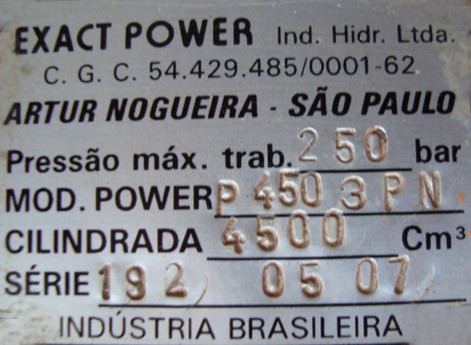 EXACT POWER Ind. Hidr. Ltda.
C. G. C. 54.429.485/0001-62
ARTUR NOGUEIRA - SÃO PAULO
Pressão máx. trab. 250 bar
MOD. POWER P 450 3 P N
CILINDRADA 4500 Cm³
SÉRIE 192 05 07
INDÚSTRIA BRASILEIRA